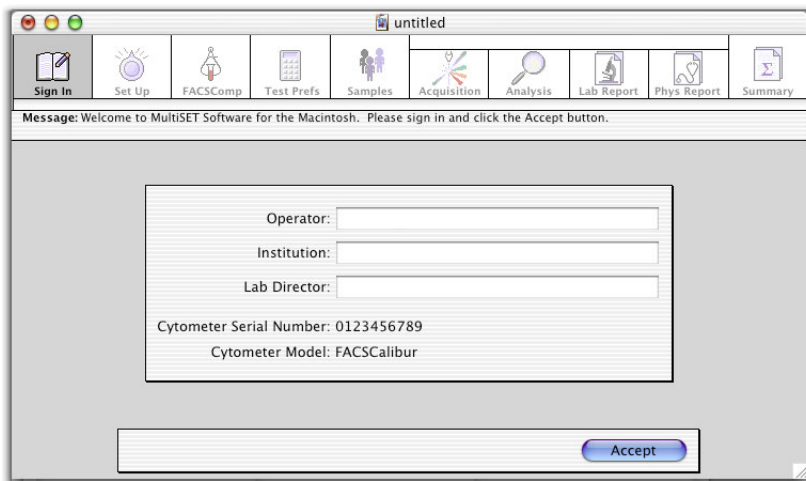 untitled
Sign In
Set Up
FACSComp
Test Prefs
Samples
Acquisition
Analysis
Lab Report
Phys Report
Σ
Summary
Message: Welcome to MultiSET Software for the Macintosh. Please sign in and click the Accept button.
Operator:
Institution:
Lab Director:
Cytometer Serial Number: 0123456789
Cytometer Model: FACSCalibur
Accept